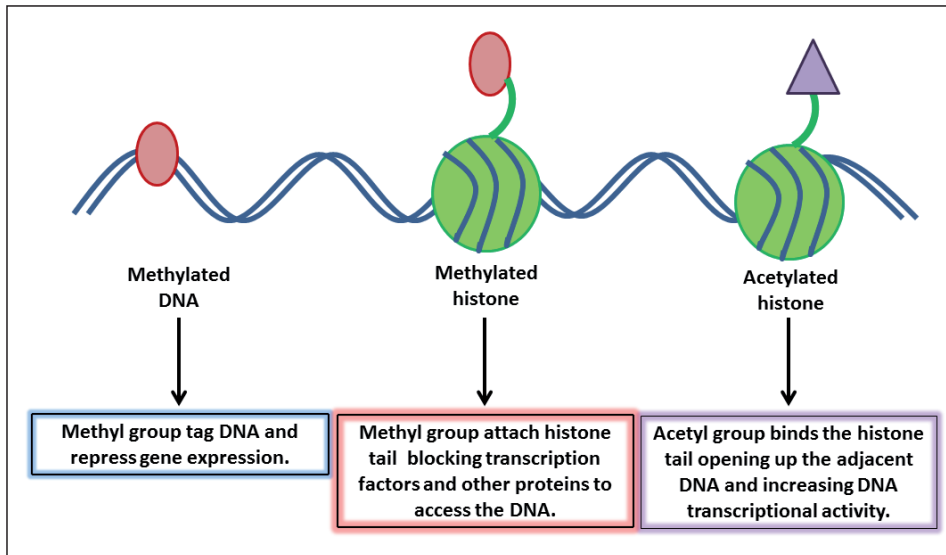 Methylated
DNA
Methylated
histone
Acetylated
histone
Methyl group tag DNA and
repress gene expression.
Methyl group attach histone
tail blocking transcription
factors and other proteins to
access the DNA.
Acetyl group binds the histone
tail opening up the adjacent
DNA and increasing DNA
transcriptional activity.